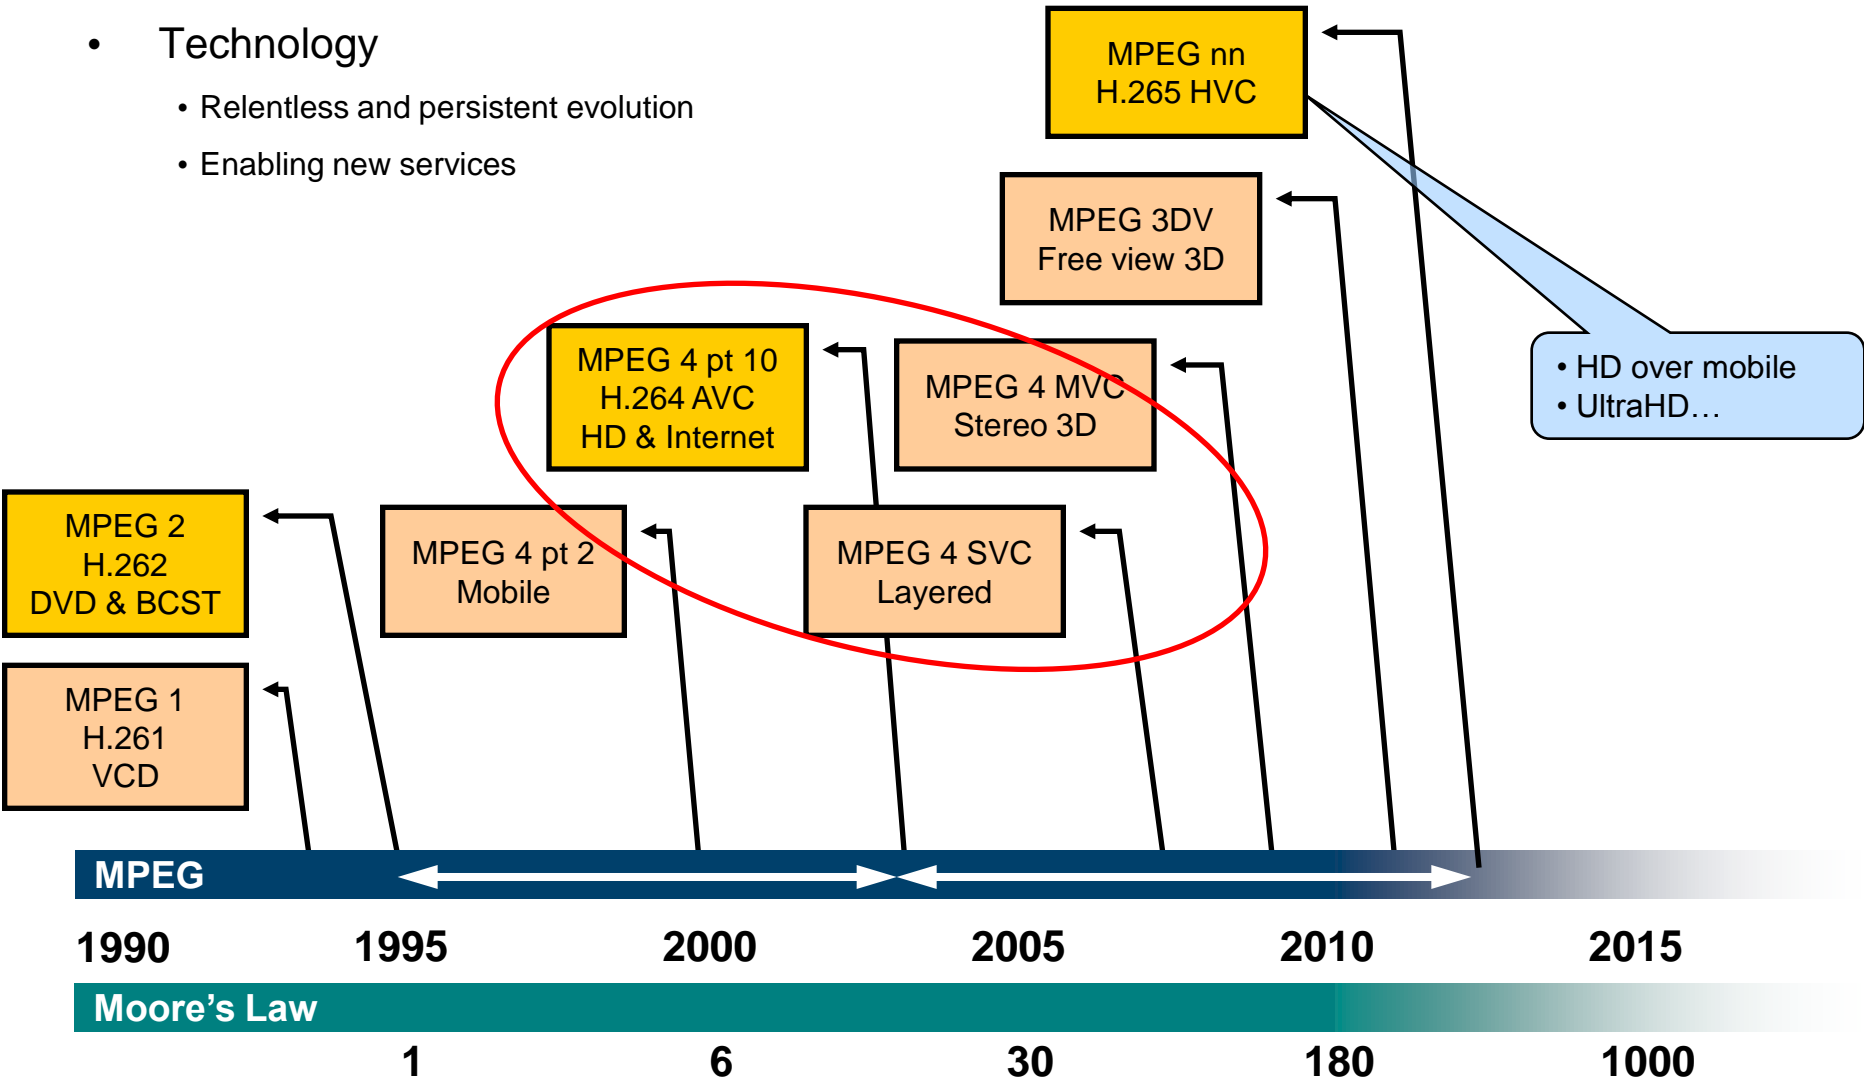 • Technology
• Relentless and persistent evolution
• Enabling new services
MPEG nn
H.265 HVC
MPEG 3DV
Free view 3D
• HD over mobile
• UltraHD…
MPEG 4 pt 10
H.264 AVC
HD & Internet
MPEG 4 MVC
Stereo 3D
MPEG 2
H.262
DVD & BCST
MPEG 4 pt 2
Mobile
MPEG 4 SVC
Layered
MPEG 1
H.261
VCD
MPEG
1990 1995 2000 2005 2010 2015
Moore’s Law
1 6 30 180 1000